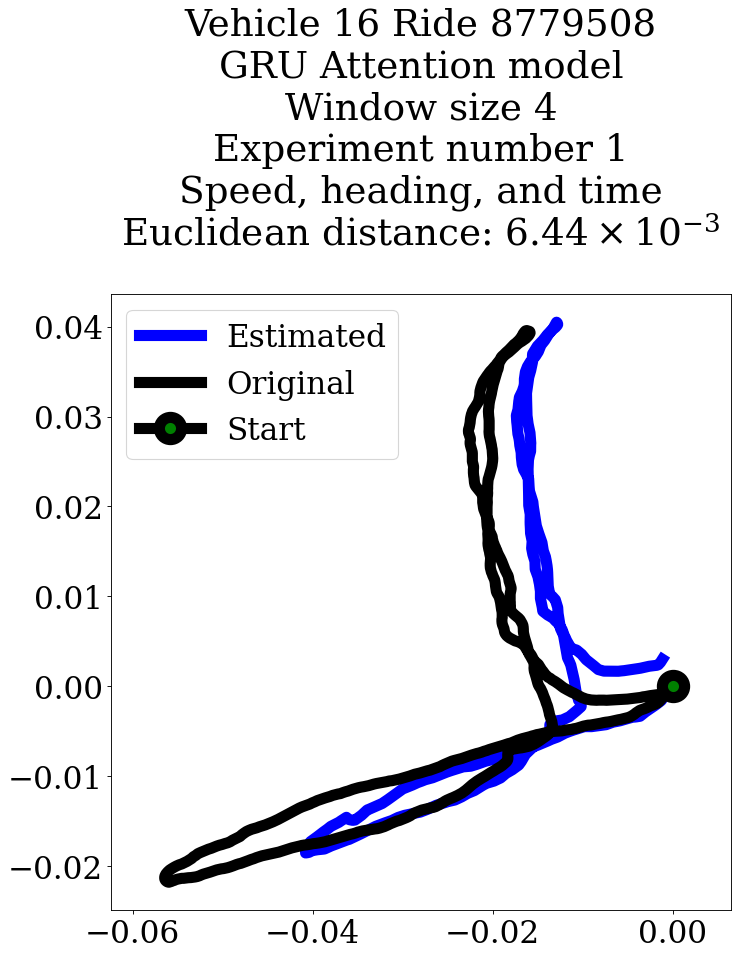 Vehicle 16 Ride 8779508
GRU Attention model
Window size 4
Experiment number 1
Speed, heading, and time
Euclidean distance: 6.44 × 10⁻³
Estimated
Original
Start
0.04
0.03
0.02
0.01
0.00
−0.01
−0.02
−0.06
−0.04
−0.02
0.00